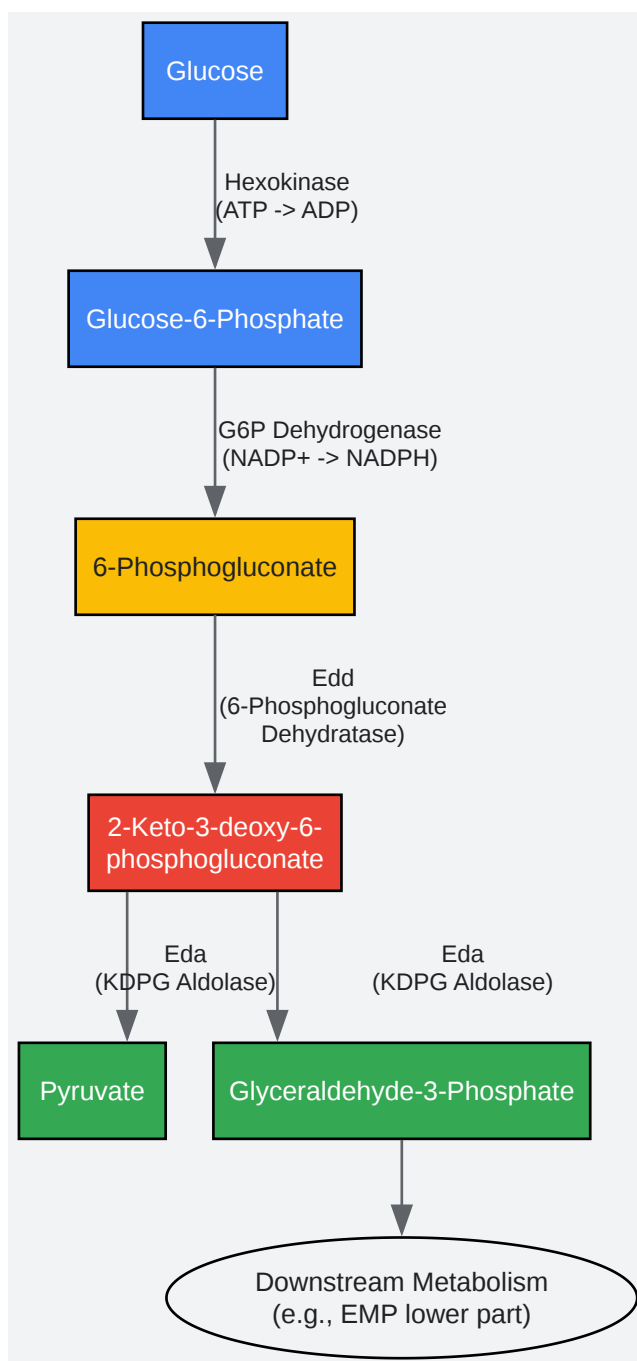 Glucose
Hexokinase
(ATP -> ADP)
Glucose-6-Phosphate
G6P Dehydrogenase
(NADP+ -> NADPH)
6-Phosphogluconate
Edd
(6-Phosphogluconate
Dehydratase)
2-Keto-3-deoxy-6-
phosphogluconate
Eda
(KDPG Aldolase)
Eda
(KDPG Aldolase)
Pyruvate
Glyceraldehyde-3-Phosphate
Downstream Metabolism
(e.g., EMP lower part)